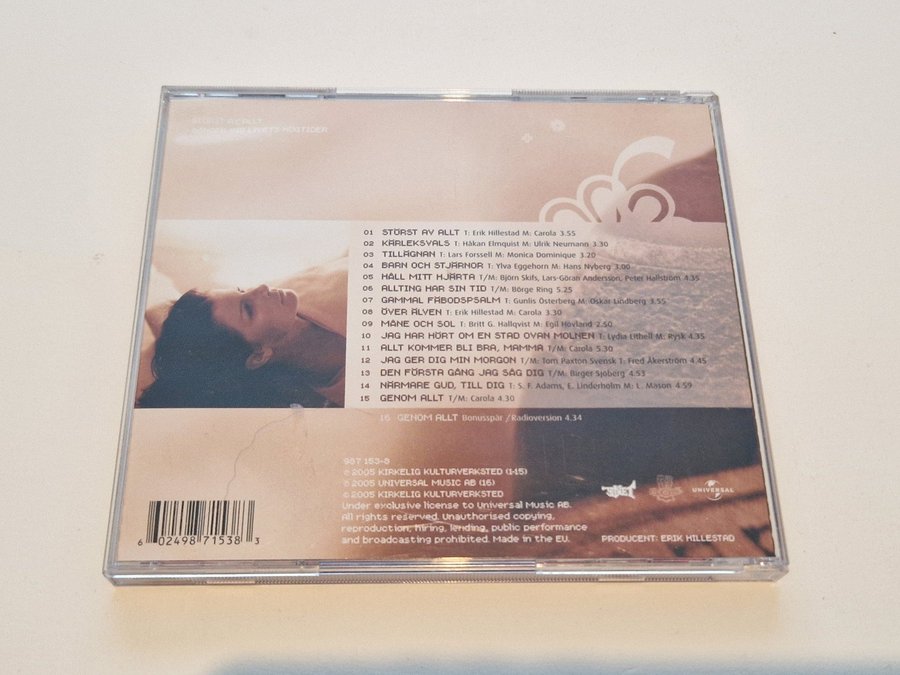 STÖRST AV ALLT
01 STÖRST AV ALLT T: Erik Hillestad M: Carola 3.55
02 KÄRLEKSVALS T: Håkan Elmquist M: Ulrik Neumann 3.30
03 TILLÄGNAN T: Lars Forssell M: Monica Dominique 3.20
04 BARN OCH STJÄRNOR T: Ylva Eggehorn M: Hans Nyberg 3.00
05 HÅLL MITT HJÄRTA T/M: Björn Skifs, Lars-Göran Andersson, Peter Hallström 4.35
06 ALLTING HAR SIN TID T/M: Börge Ring 5.25
07 GAMMAL FÄBODSPSALM T: Gunlis Österberg M: Oskar Lindberg 3.55
08 ÖVER ÄLVEN T: Erik Hillestad M: Carola 3.30
09 MÅNE OCH SOL T: Britt G. Hallqvist M: Egil Hovland 2.50
10 JAG HAR HÖRT OM EN STAD OVAN MOLNEN T: Lydia Lithell M: Rysk 4.35
11 ALLT KOMMER BLI BRA, MAMMA T/M: Carola 5.30
12 JAG GER DIG MIN MORGON T/M: Tom Paxton Svensk T: Fred Åkerström 4.45
13 DEN FÖRSTA GÅNG JAG SÅG DIG T/M: Birger Sjöberg 4.53
14 NÄRMARE GUD, TILL DIG T: S. F. Adams, E. Linderholm M: L. Mason 4.59
15 GENOM ALLT T/M: Carola 4.30
16 GENOM ALLT Bonusspår /Radioversion 4.34
987 153-8
℗ 2005 KIRKELIG KULTURVERKSTED (1-15)
℗ 2005 UNIVERSAL MUSIC AB (16)
© 2005 KIRKELIG KULTURVERKSTED
Under exclusive license to Universal Music AB.
All rights reserved. Unauthorised copying,
reproduction, hiring, lending, public performance
and broadcasting prohibited. Made in the EU.
UNIVERSAL
PRODUCENT: ERIK HILLESTAD
6 02498 71538 3